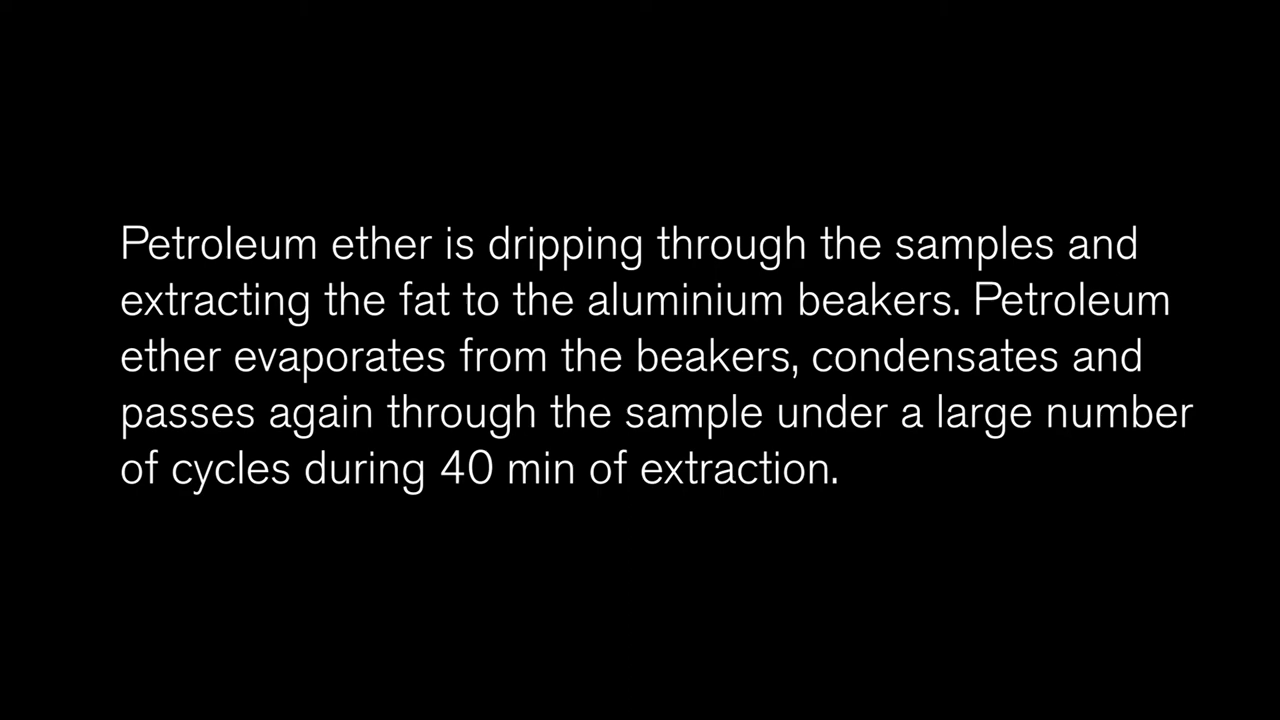 Petroleum ether is dripping through the samples and
extracting the fat to the aluminium beakers. Petroleum
ether evaporates from the beakers, condensates and
passes again through the sample under a large number
of cycles during 40 min of extraction.